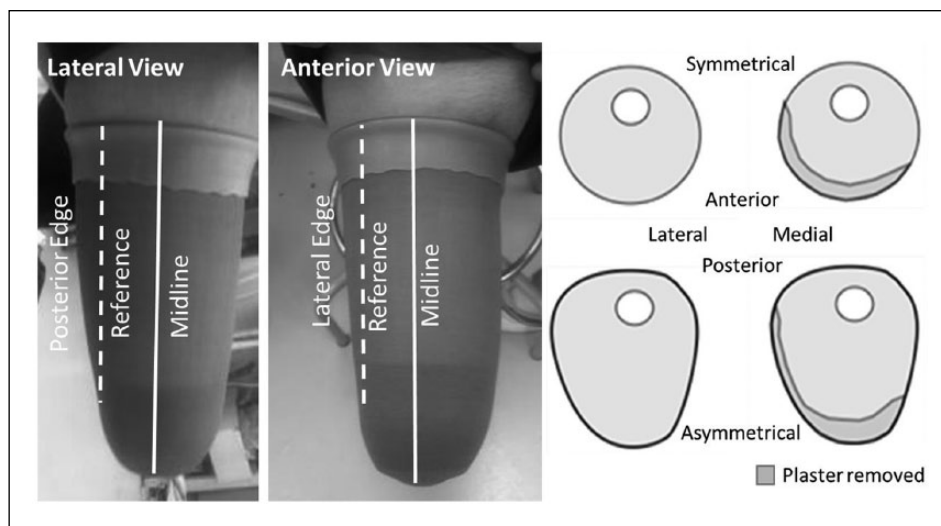 Lateral View
Posterior Edge
Reference
Midline
Anterior View
Lateral Edge
Reference
Midline
Symmetrical
Anterior
Lateral
Medial
Posterior
Asymmetrical
Plaster removed